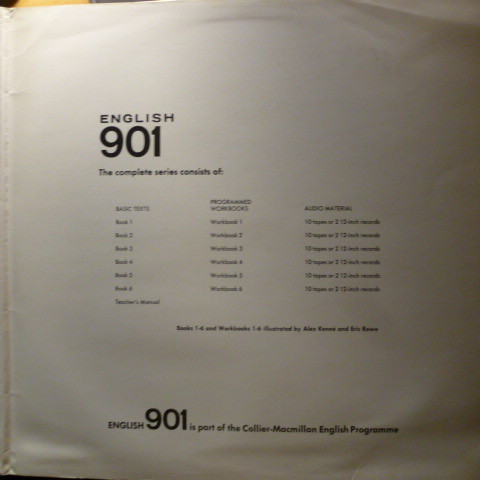 ENGLISH
901
The complete series consists of:
BASIC TEXTS PROGRAMMED WORKBOOKS AUDIO MATERIAL
Book 1 Workbook 1 10 tapes or 2 12-inch records
Book 2 Workbook 2 10 tapes or 2 12-inch records
Book 3 Workbook 3 10 tapes or 2 12-inch records
Book 4 Workbook 4 10 tapes or 2 12-inch records
Book 5 Workbook 5 10 tapes or 2 12-inch records
Book 6 Workbook 6 10 tapes or 2 12-inch records
Teacher's Manual
Books 1-6 and Workbooks 1-6 illustrated by Alex and Eric Rowe
ENGLISH 901 is part of the Collier-Macmillan English Programme